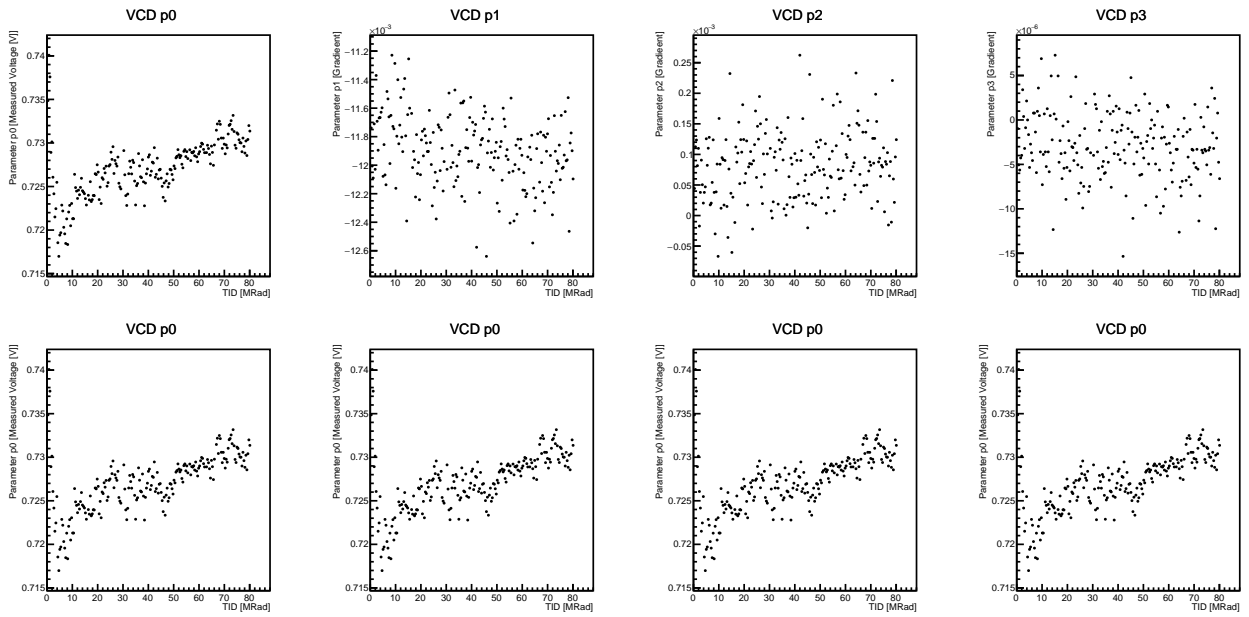 VCD p0 VCD p1 VCD p2 VCD p3
×10⁻³ ×10⁻³ ×10⁻⁶
Parameter p0 [Measured Voltage [V]]
0.74
0.735
0.73
0.725
0.72
0.715
0 10 20 30 40 50 60 70 80
TID [MRad]
Parameter p1 [Gradieent]
−11.2
−11.4
−11.6
−11.8
−12
−12.2
−12.4
−12.6
0 10 20 30 40 50 60 70 80
TID [MRad]
Parameter p2 [Gradieent]
0.25
0.2
0.15
0.1
0.05
0
−0.05
0 10 20 30 40 50 60 70 80
TID [MRad]
Parameter p3 [Gradieent]
5
0
−5
−10
−15
0 10 20 30 40 50 60 70 80
TID [MRad]
VCD p0 VCD p0 VCD p0 VCD p0
Parameter p0 [Measured Voltage [V]]
0.74
0.735
0.73
0.725
0.72
0.715
0 10 20 30 40 50 60 70 80
TID [MRad]
Parameter p0 [Measured Voltage [V]]
0.74
0.735
0.73
0.725
0.72
0.715
0 10 20 30 40 50 60 70 80
TID [MRad]
Parameter p0 [Measured Voltage [V]]
0.74
0.735
0.73
0.725
0.72
0.715
0 10 20 30 40 50 60 70 80
TID [MRad]
Parameter p0 [Measured Voltage [V]]
0.74
0.735
0.73
0.725
0.72
0.715
0 10 20 30 40 50 60 70 80
TID [MRad]